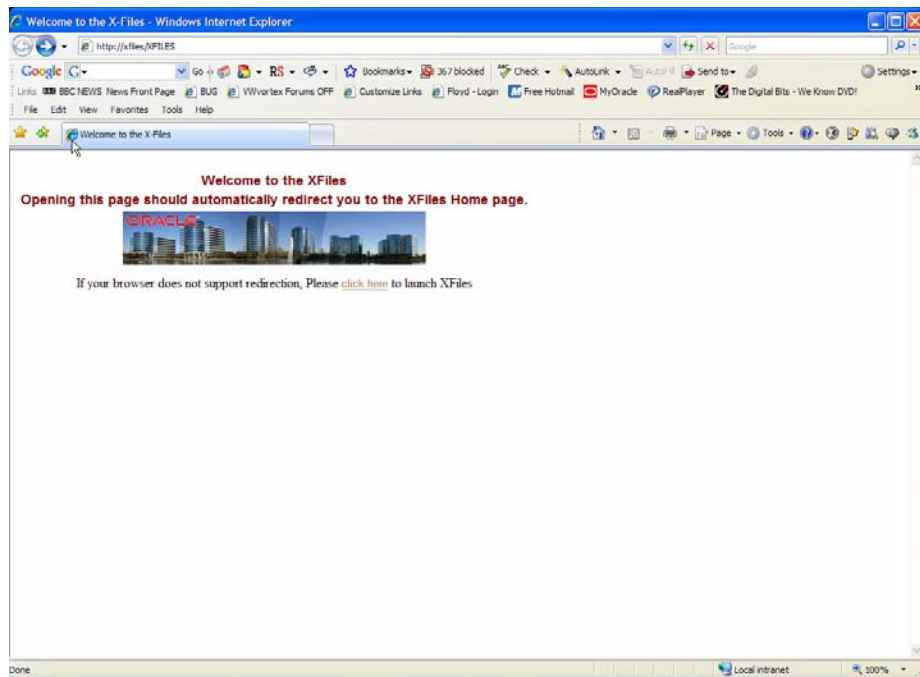 Welcome to the X-Files - Windows Internet Explorer
http://xfiles/XFILES
Google
Google Go RS Bookmarks 367 blocked Check AutoLink AutoFill Send to Settings
Links BBC NEWS News Front Page BUG VWvortex Forums OFF Customize Links Floyd - Login Free Hotmail MyOracle RealPlayer The Digital Bits - We Know DVD!
File Edit View Favorites Tools Help
Welcome to the X-Files Page Tools
Welcome to the XFiles
Opening this page should automatically redirect you to the XFiles Home page.
ORACLE
If your browser does not support redirection, Please click here to launch XFiles
Done Local intranet 100%